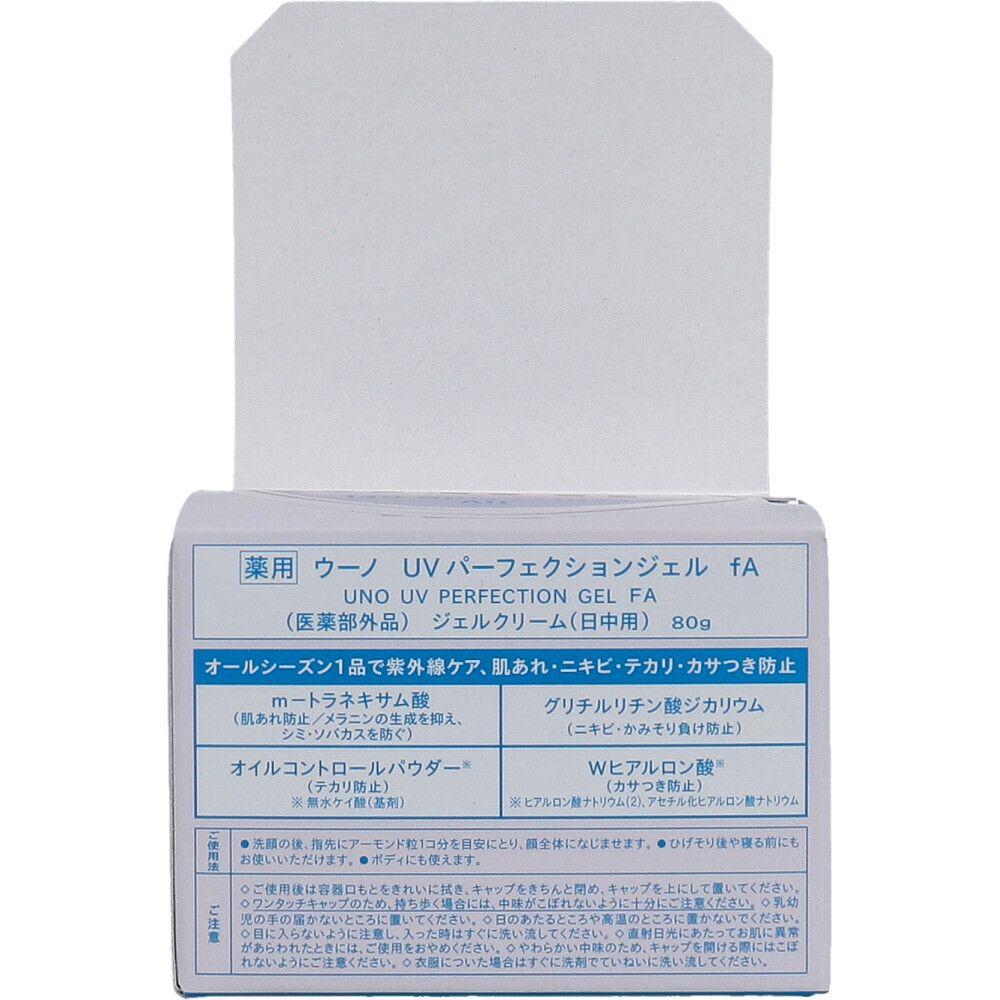 薬用 ウーノ UVパーフェクションジェル fA
UNO UV PERFECTION GEL FA
（医薬部外品） ジェルクリーム（日中用） 80g
オールシーズン1品で紫外線ケア、肌あれ・ニキビ・テカリ・カサつき防止
m－トラネキサム酸
（肌あれ防止／メラニンの生成を抑え、
シミ・ソバカスを防ぐ）
グリチルリチン酸ジカリウム
（ニキビ・かみそり負け防止）
オイルコントロールパウダー※
（テカリ防止）
※ 無水ケイ酸（基剤）
Wヒアルロン酸※
（カサつき防止）
※ ヒアルロン酸ナトリウム(2)、アセチル化ヒアルロン酸ナトリウム
ご使用法
●洗顔の後、指先にアーモンド粒1コ分を目安にとり、顔全体になじませます。●ひげそり後や寝る前にも
お使いいただけます。●ボディにも使えます。
ご注意
◇ご使用後は容器口もとをきれいに拭き、キャップをきちんと閉め、キャップを上にして置いてください。
◇ワンタッチキャップのため、持ち歩く場合には、中味がこぼれないように十分にご注意ください。◇乳幼
児の手の届かないところに置いてください。◇日のあたるところや高温のところに置かないでください。
◇目に入らないように注意し、入った時はすぐに洗い流してください。◇直射日光にあたってお肌に異常
があらわれたときには、ご使用をおやめください。◇やわらかい中味のため、キャップを開ける際にはこぼ
れないようにご注意ください。◇衣服についた場合はすぐに洗剤でていねいに洗い流してください。